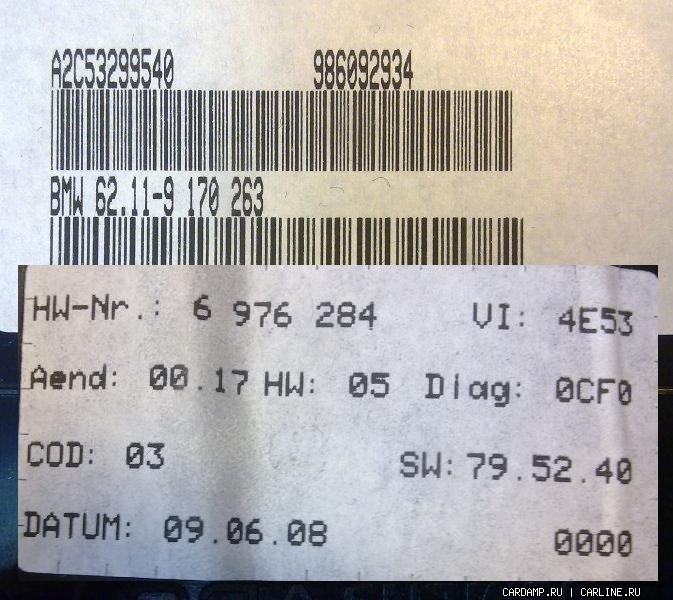 A2C53299540 986092934
BMW 62.11-9 170 263
HW-Nr.: 6 976 284 VI: 4E53
Aend: 00.17 HW: 05 Diag: 0CF0
COD: 03 SW: 79.52.40
DATUM: 09.06.08 0000
CARDAMP.RU | CARLINE.RU